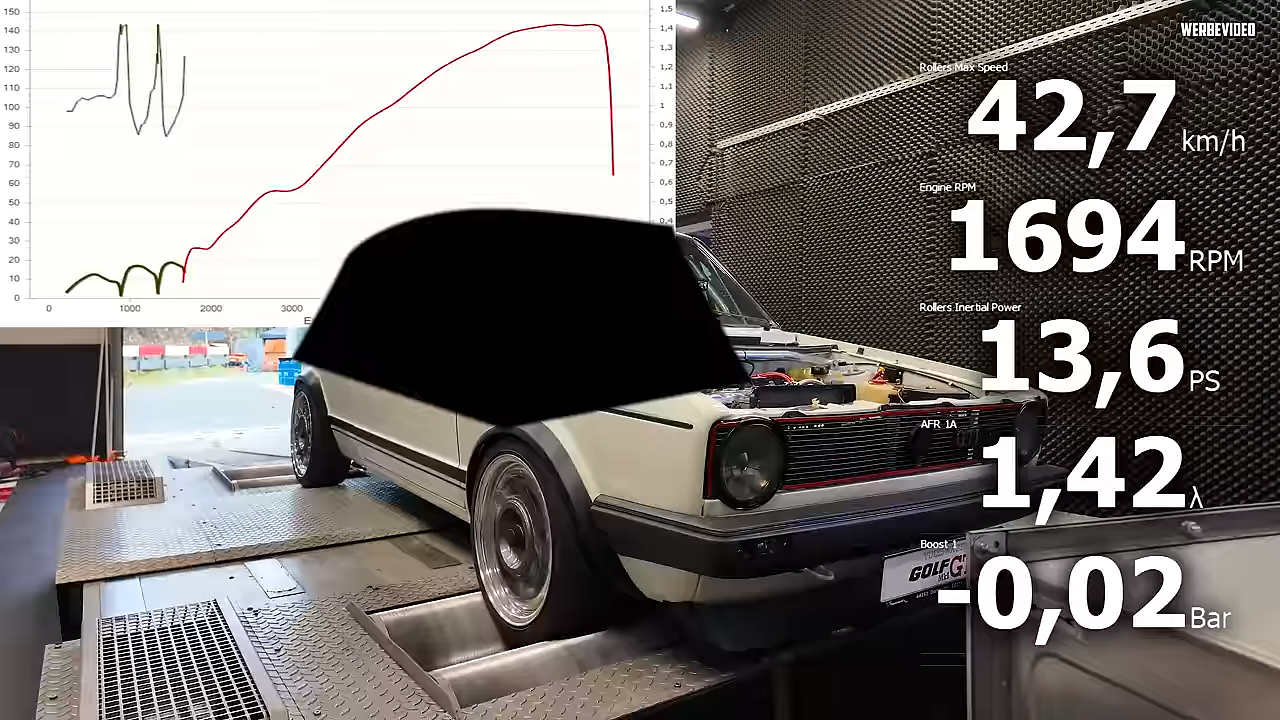 150
140
130
120
110
100
90
80
70
60
50
40
30
20
10
0
0
1000
2000
3000
1,5
1,4
1,3
1,2
1,1
1
0,9
0,8
0,7
0,6
0,5
0,4
WERBEVIDEO
Rollers Max Speed
42,7 km/h
Engine RPM
1694 RPM
Rollers Inertial Power
13,6 PS
AFR 1A
1,42 λ
Boost 1
-0,02 Bar
GOLF